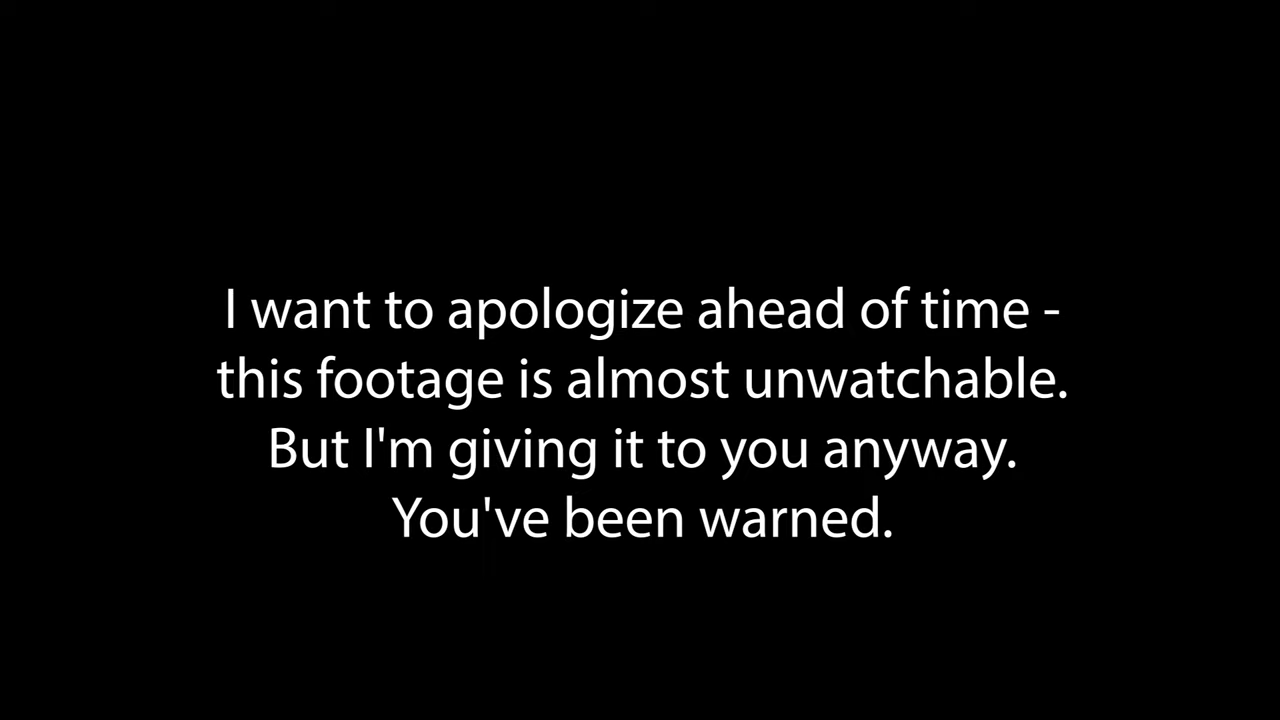 I want to apologize ahead of time -
this footage is almost unwatchable.
But I'm giving it to you anyway.
You've been warned.